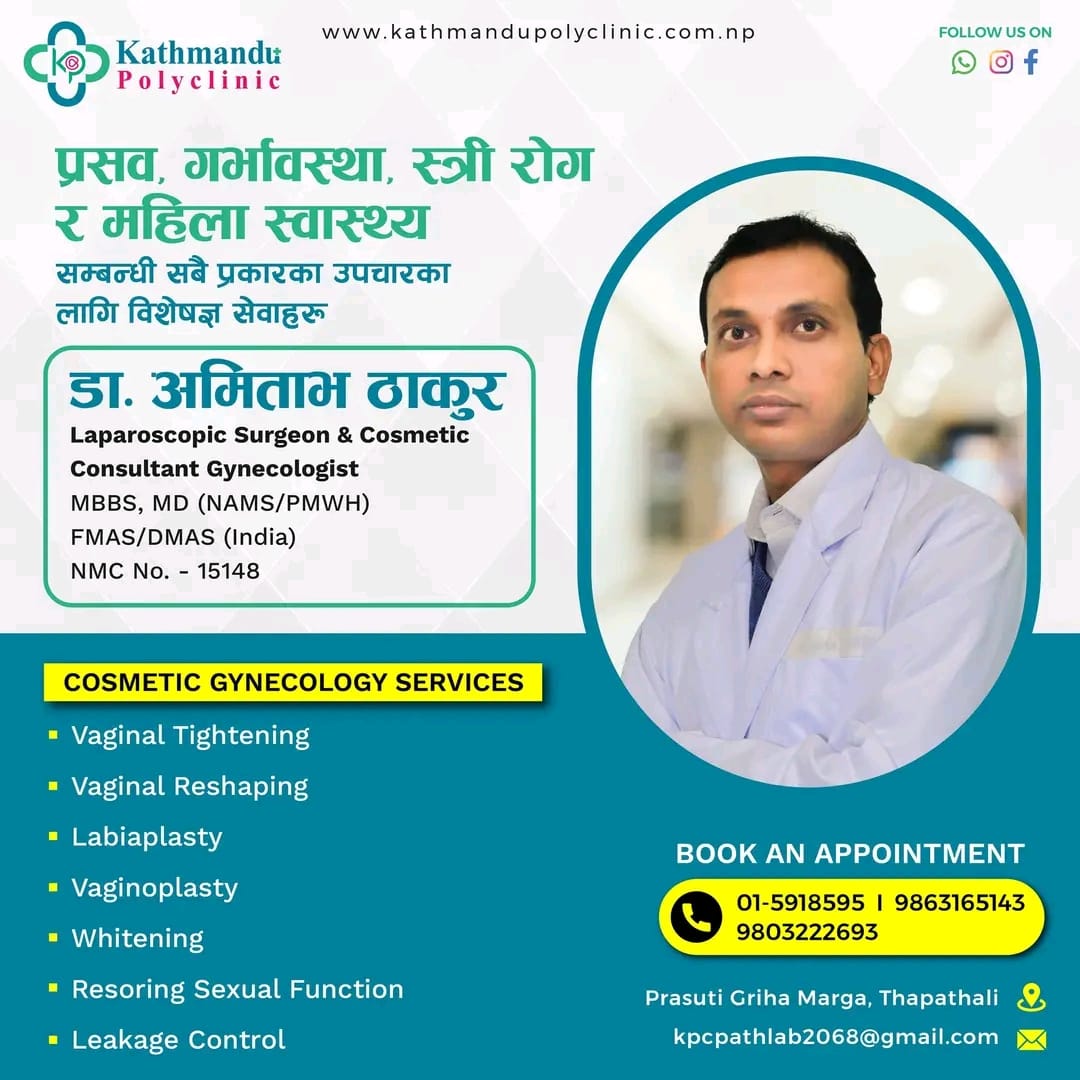 Kathmandu
Polyclinic
www.kathmandupolyclinic.com.np
FOLLOW US ON
प्रसव, गर्भावस्था, स्त्री रोग
र महिला स्वास्थ्य
सम्बन्धी सबै प्रकारका उपचारका
लागि विशेषज्ञ सेवाहरू
डा. अमिताभ ठाकुर
Laparoscopic Surgeon & Cosmetic
Consultant Gynecologist
MBBS, MD (NAMS/PMWH)
FMAS/DMAS (India)
NMC No. - 15148
COSMETIC GYNECOLOGY SERVICES
▪ Vaginal Tightening
▪ Vaginal Reshaping
▪ Labiaplasty
▪ Vaginoplasty
▪ Whitening
▪ Resoring Sexual Function
▪ Leakage Control
BOOK AN APPOINTMENT
01-5918595 | 9863165143
9803222693
Prasuti Griha Marga, Thapathali
kpcpathlab2068@gmail.com